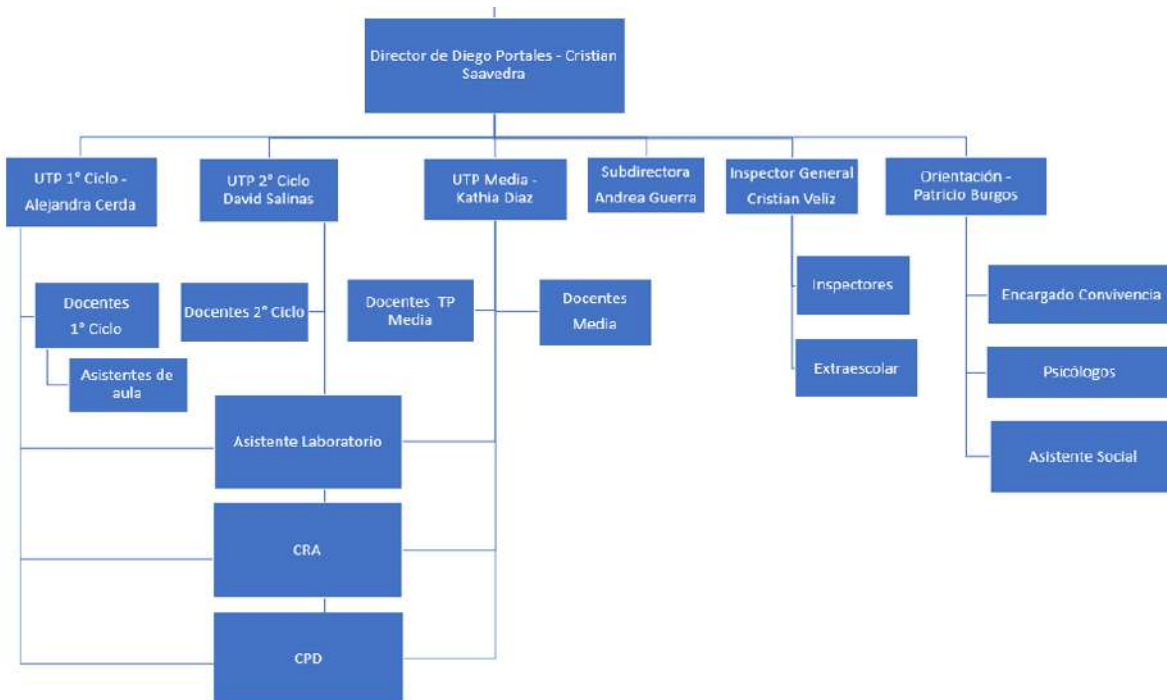 Director de Diego Portales - Cristian
Saavedra
UTP 1° Ciclo -
Alejandra Cerda
UTP 2° Ciclo
David Salinas
UTP Media -
Kathia Diaz
Subdirectora
Andrea Guerra
Inspector General
Cristian Veliz
Orientación -
Patricio Burgos
Docentes
1° Ciclo
Asistentes de
aula
Docentes 2° Ciclo
Docentes TP
Media
Docentes
Media
Inspectores
Extraescolar
Encargado Convivencia
Psicólogos
Asistente Social
Asistente Laboratorio
CRA
CPD